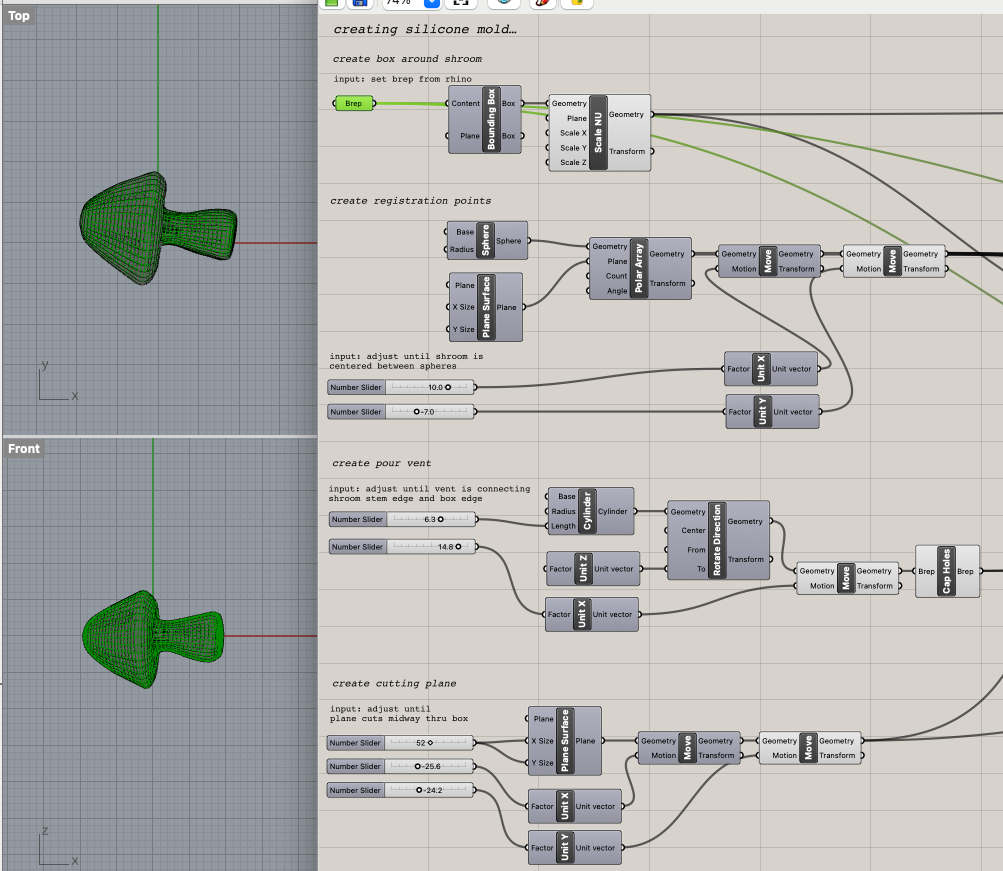 Top
74%
creating silicone mold…
create box around shroom
input: set brep from rhino
Brep
Content
Plane
Bounding Box
Box
Box
Geometry
Plane
Scale X
Scale Y
Scale Z
Scale NU
Geometry
Transform
create registration points
Base
Radius
Sphere
Sphere
Plane
X Size
Y Size
Plane Surface
Plane
Geometry
Plane
Count
Angle
Polar Array
Geometry
Transform
Geometry
Motion
Move
Geometry
Transform
Geometry
Motion
Move
Geometry
Transform
input: adjust until shroom is
centered between spheres
Number Slider
10.0
Number Slider
-7.0
Factor
Unit X
Unit vector
Factor
Unit Y
Unit vector
y
x
Front
create pour vent
input: adjust until vent is connecting
shroom stem edge and box edge
Number Slider
6.3
Number Slider
14.8
Base
Radius
Length
Cylinder
Cylinder
Factor
Unit Z
Unit vector
Factor
Unit X
Unit vector
Geometry
Center
From
To
Rotate Direction
Geometry
Transform
Geometry
Motion
Move
Geometry
Transform
Brep
Cap Holes
Brep
create cutting plane
input: adjust until
plane cuts midway thru box
Number Slider
52
Number Slider
-25.6
Number Slider
-24.2
Plane
X Size
Y Size
Plane Surface
Plane
Factor
Unit X
Unit vector
Factor
Unit Y
Unit vector
Geometry
Motion
Move
Geometry
Transform
Geometry
Motion
Move
Geometry
Transform
z
x